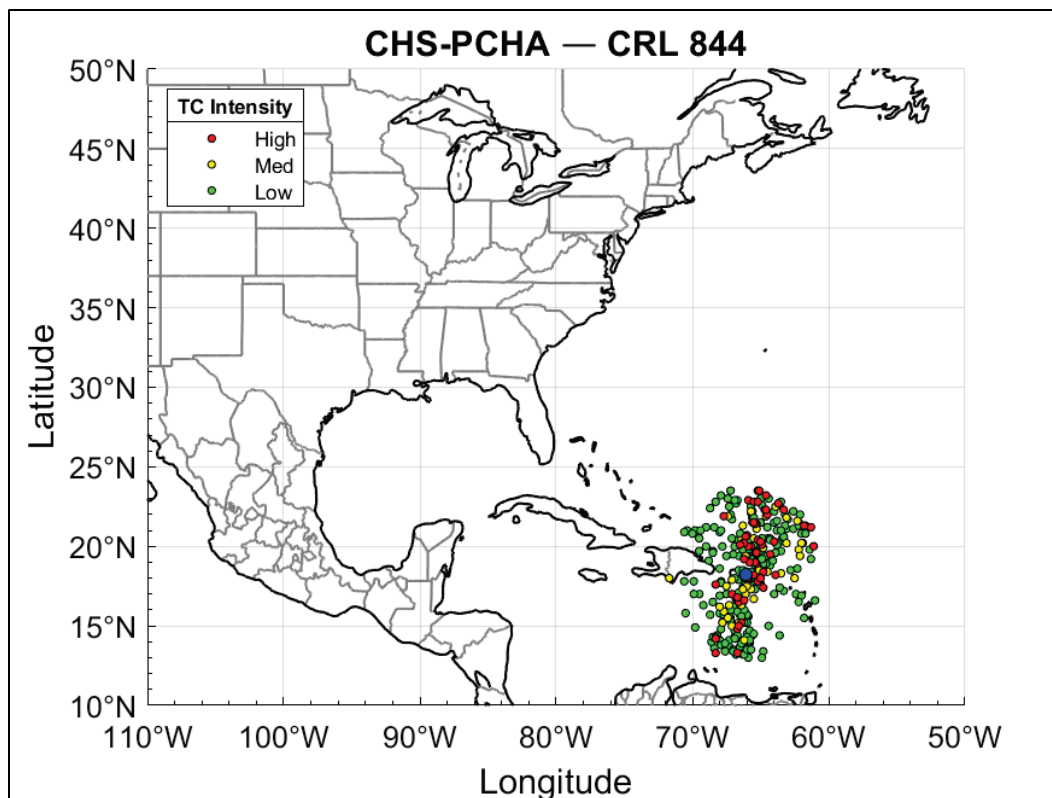 CHS-PCHA — CRL 844
50°N
45°N
40°N
35°N
30°N
25°N
20°N
15°N
10°N
Latitude
TC Intensity
High
Med
Low
110°W 100°W 90°W 80°W 70°W 60°W 50°W
Longitude